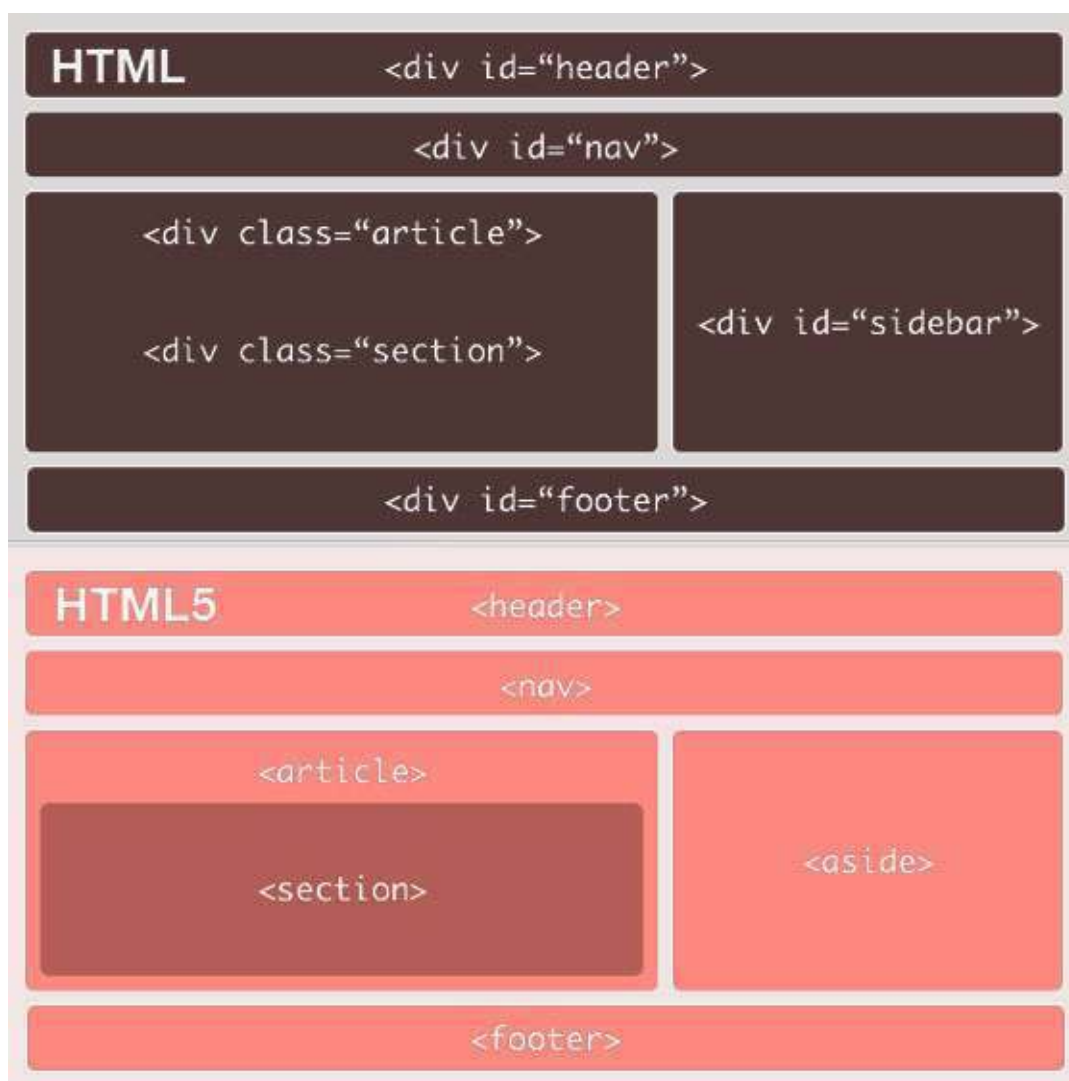 HTML <div id=“header”>
<div id=“nav”>
<div class=“article”>
<div class=“section”>
<div id=“sidebar”>
<div id=“footer”>
HTML5 <header>
<nav>
<article>
<section>
<aside>
<footer>